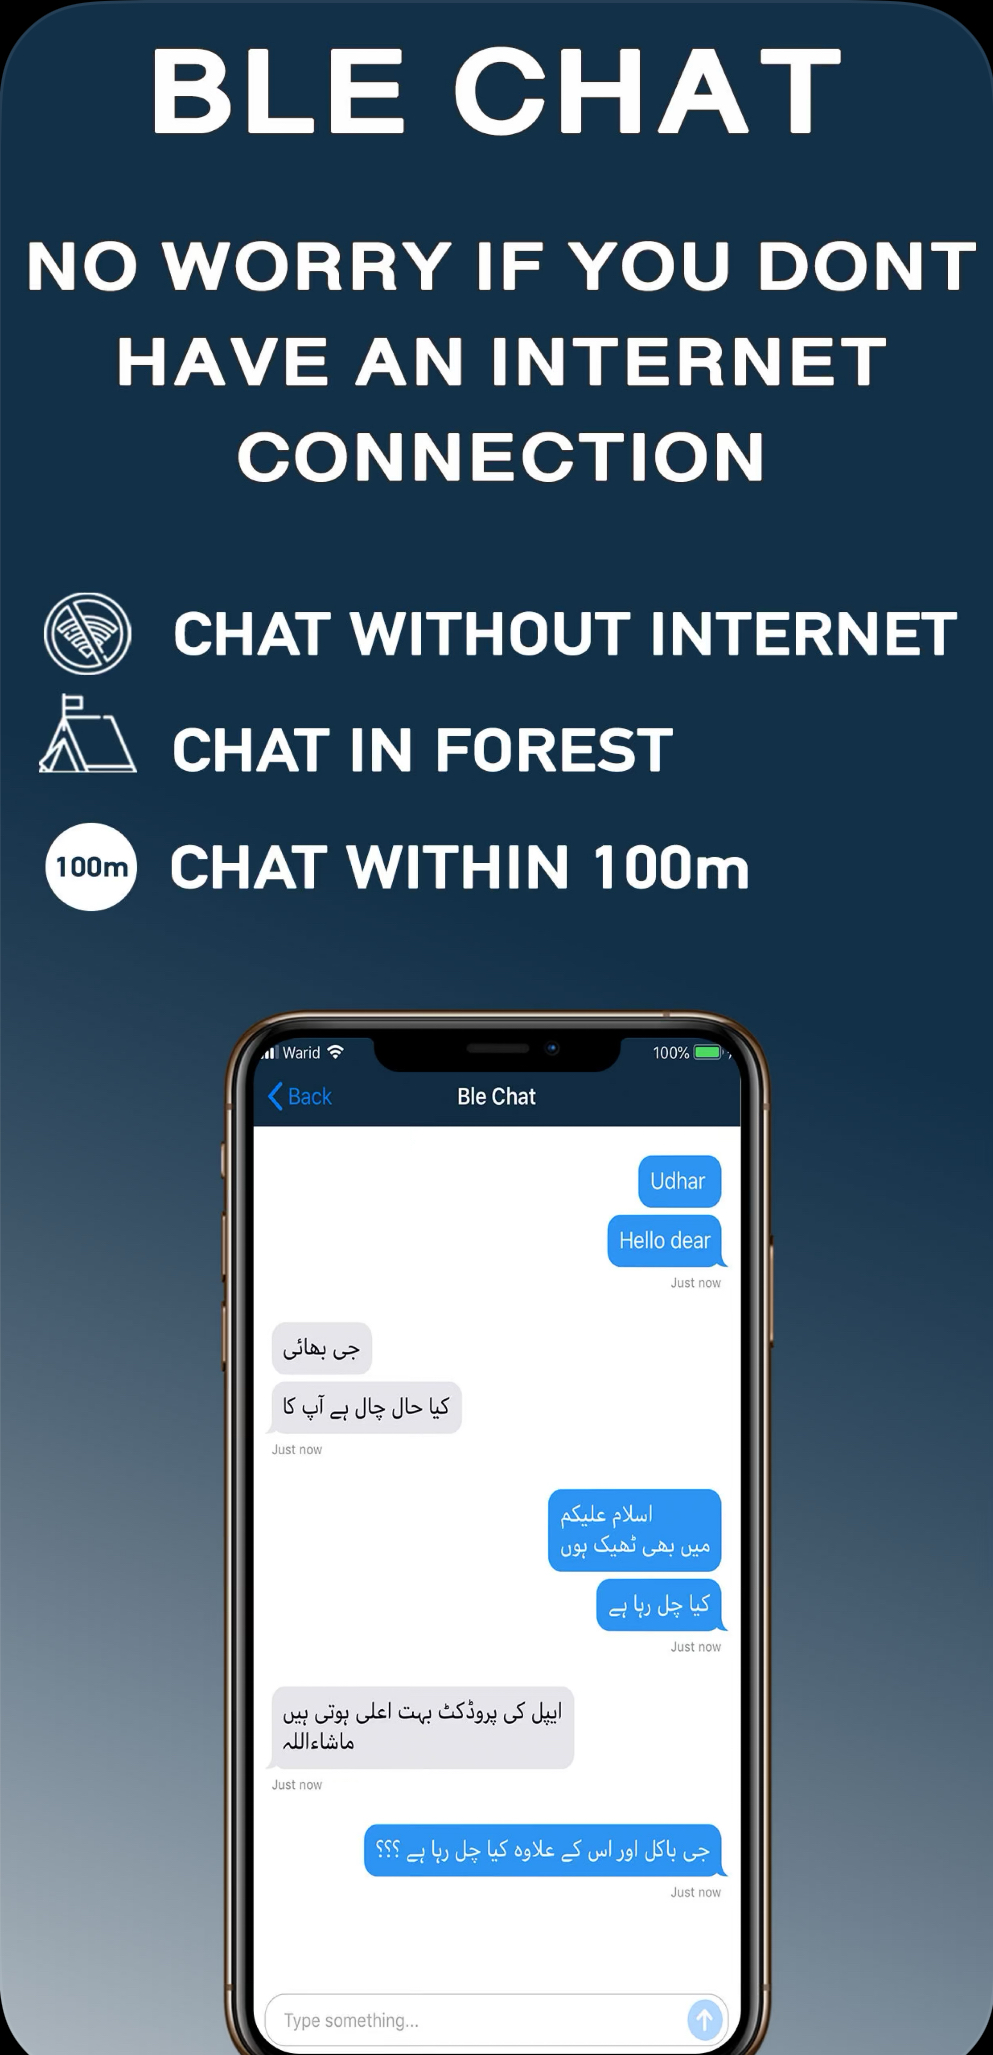 BLE CHAT
NO WORRY IF YOU DONT
HAVE AN INTERNET
CONNECTION
CHAT WITHOUT INTERNET
CHAT IN FOREST
100m CHAT WITHIN 100m
Warid 100%
Back Ble Chat
Udhar
Hello dear
Just now
جی بھائی
کیا حال چال ہے آپ کا
Just now
اسلام علیکم
میں بھی ٹھیک ہوں
کیا چل رہا ہے
Just now
ایپل کی پروڈکٹ بہت اعلی ہوتی ہیں
ماشاءاللہ
Just now
جی باکل اور اس کے علاوہ کیا چل رہا ہے ؟؟؟
Just now
Type something...